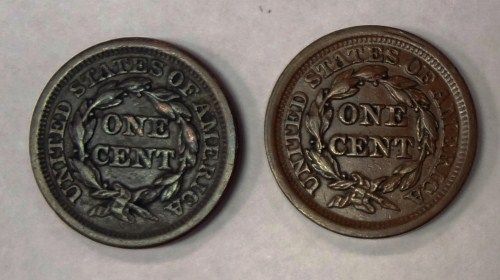 UNITED STATES OF AMERICA
ONE
CENT
UNITED STATES OF AMERICA
ONE
CENT